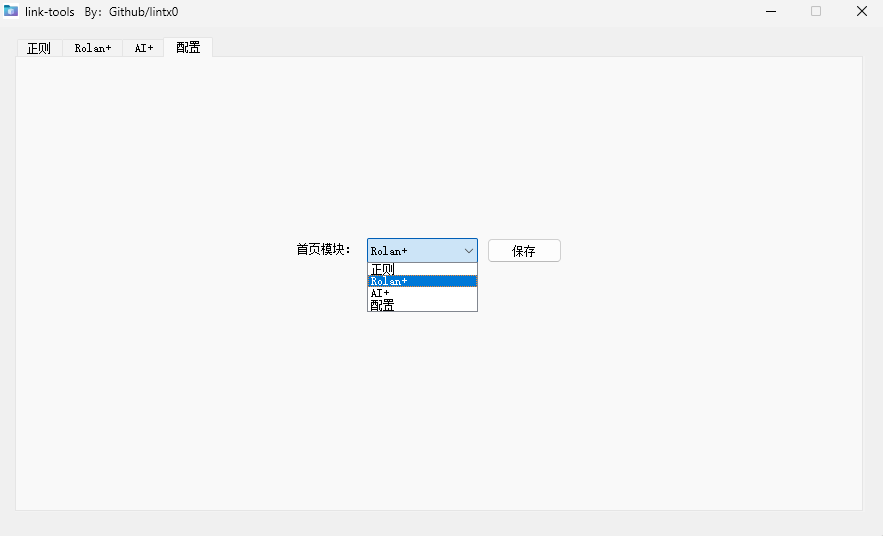 link-tools By: Github/lintx0
正则 Rolan+ AI+ 配置
首页模块: Rolan+ 保存
正则
Rolan+
AI+
配置